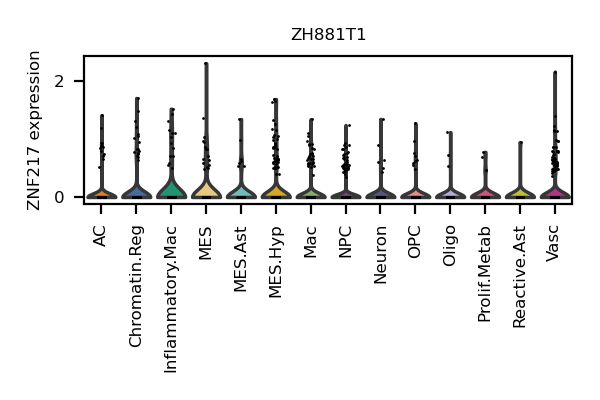 ZH881T1
ZNF217 expression
2
0
AC
Chromatin.Reg
Inflammatory.Mac
MES
MES.Ast
MES.Hyp
Mac
NPC
Neuron
OPC
Oligo
Prolif.Metab
Reactive.Ast
Vasc